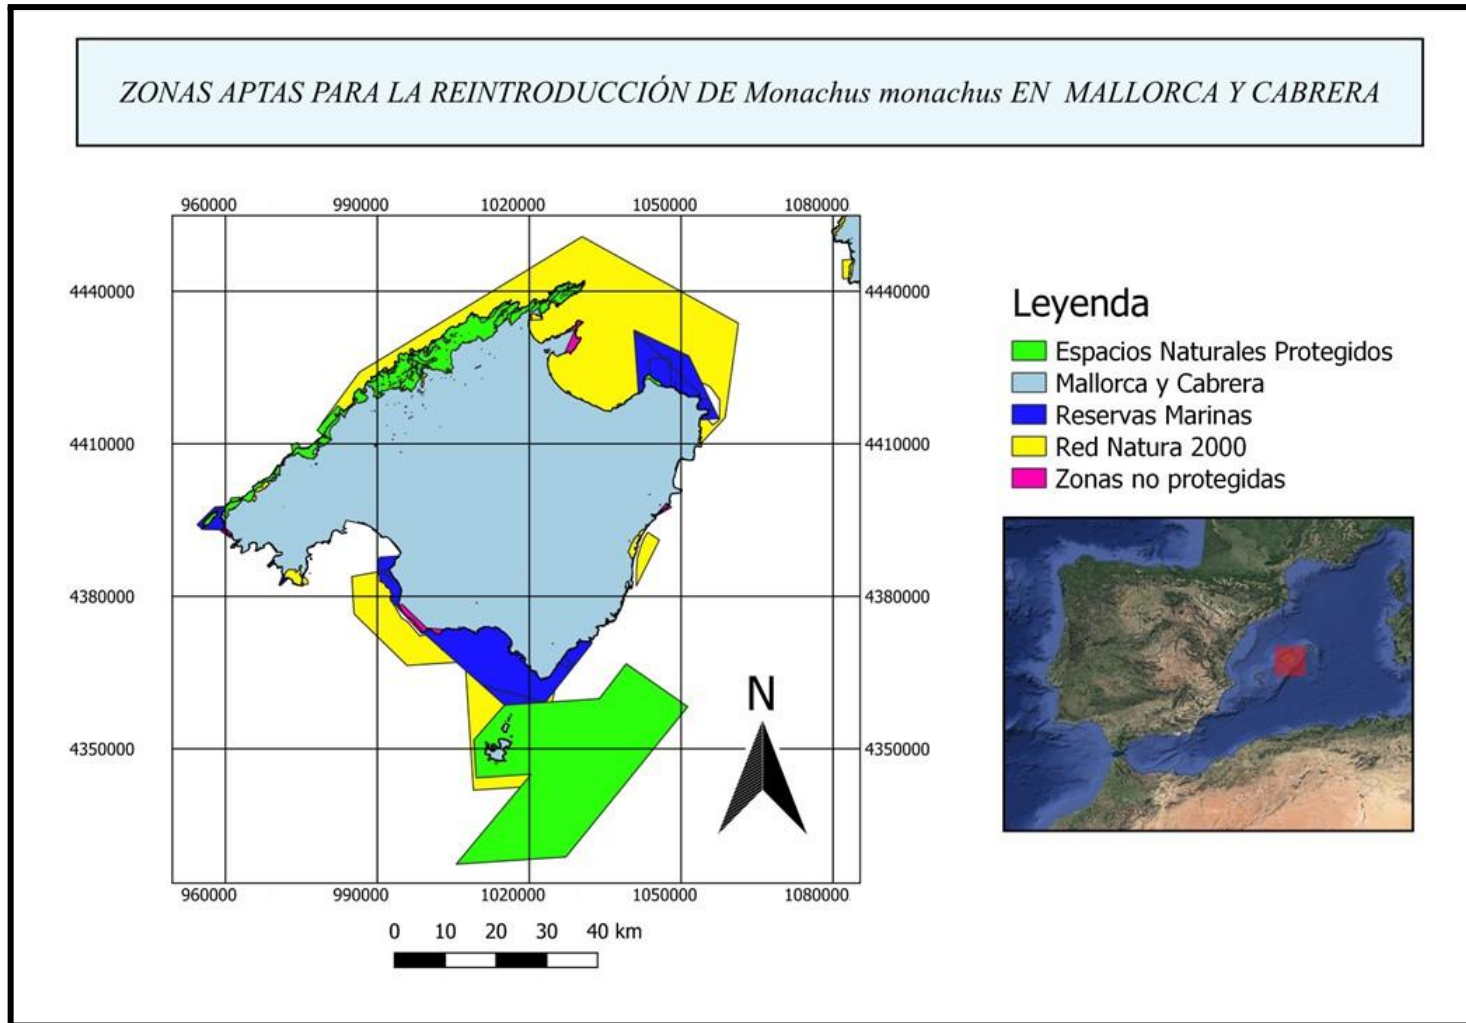 ZONAS APTAS PARA LA REINTRODUCCIÓN DE Monachus monachus EN MALLORCA Y CABRERA
960000 990000 1020000 1050000 1080000
4440000 4440000
4410000 4410000
4380000 4380000
4350000 4350000
960000 990000 1020000 1050000 1080000
N
0 10 20 30 40 km
Leyenda
Espacios Naturales Protegidos
Mallorca y Cabrera
Reservas Marinas
Red Natura 2000
Zonas no protegidas